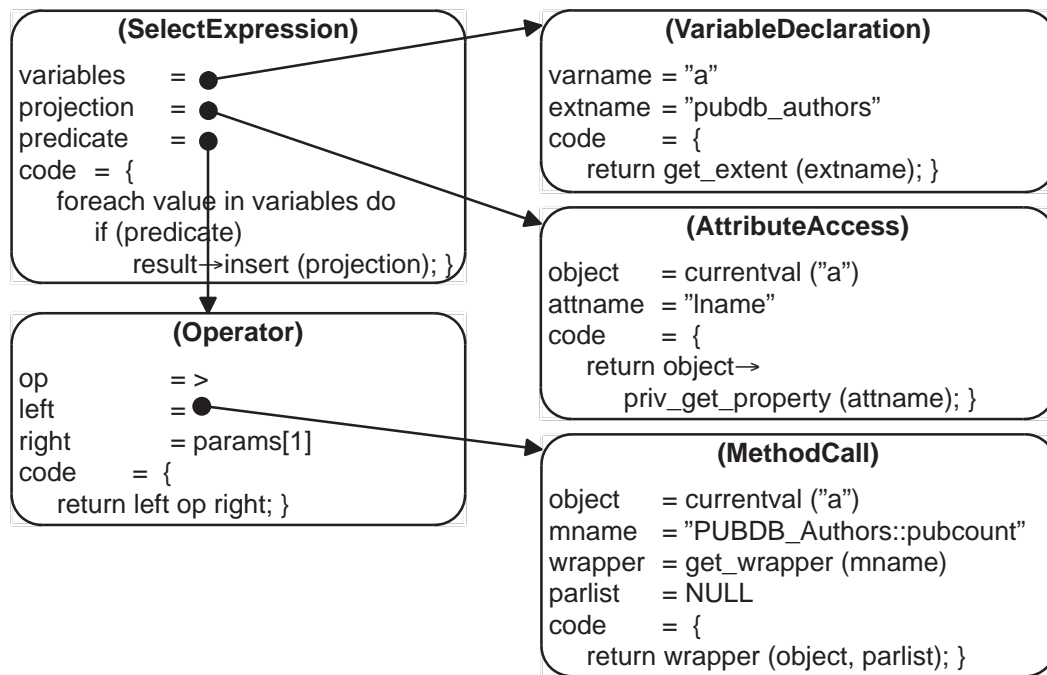 (SelectExpression)
variables =
projection =
predicate =
code = {
foreach value in variables do
if (predicate)
result→insert (projection); }
(VariableDeclaration)
varname = ”a”
extname = ”pubdb_authors”
code = {
return get_extent (extname); }
(AttributeAccess)
object = currentval (”a”)
attname = ”lname”
code = {
return object→
priv_get_property (attname); }
(Operator)
op = >
left =
right = params[1]
code = {
return left op right; }
(MethodCall)
object = currentval (”a”)
mname = ”PUBDB_Authors::pubcount”
wrapper = get_wrapper (mname)
parlist = NULL
code = {
return wrapper (object, parlist); }